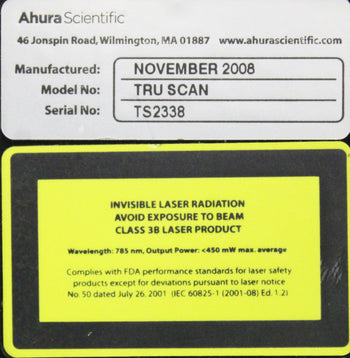 Ahura Scientific
46 Jonspin Road, Wilmington, MA 01887 www.ahurascientific.com
Manufactured: NOVEMBER 2008
Model No: TRU SCAN
Serial No: TS2338
INVISIBLE LASER RADIATION
AVOID EXPOSURE TO BEAM
CLASS 3B LASER PRODUCT
Wavelength: 785 nm, Output Power: <450 mW max. average
Complies with FDA performance standards for laser safety
products except for deviations pursuant to laser notice
No. 50 dated July 26. 2001 (IEC 60825-1 (2001-08) Ed. 1.2)